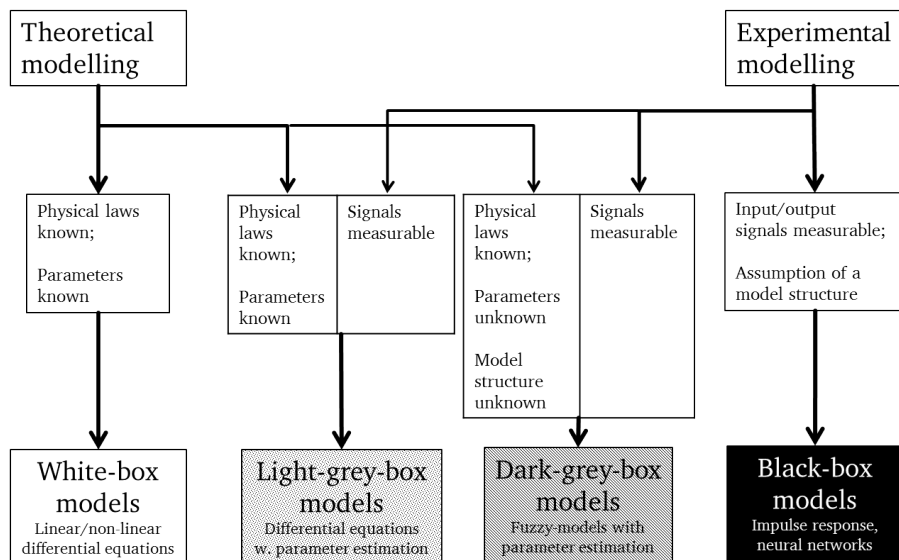 Theoretical
modelling
Experimental
modelling
Physical laws
known;
Parameters
known
Physical
laws
known;
Parameters
known
Signals
measurable
Physical
laws
known;
Parameters
unknown
Model
structure
unknown
Signals
measurable
Input/output
signals measurable;
Assumption of a
model structure
White-box
models
Linear/non-linear
differential equations
Light-grey-box
models
Differential equations
w. parameter estimation
Dark-grey-box
models
Fuzzy-models with
parameter estimation
Black-box
models
Impulse response,
neural networks